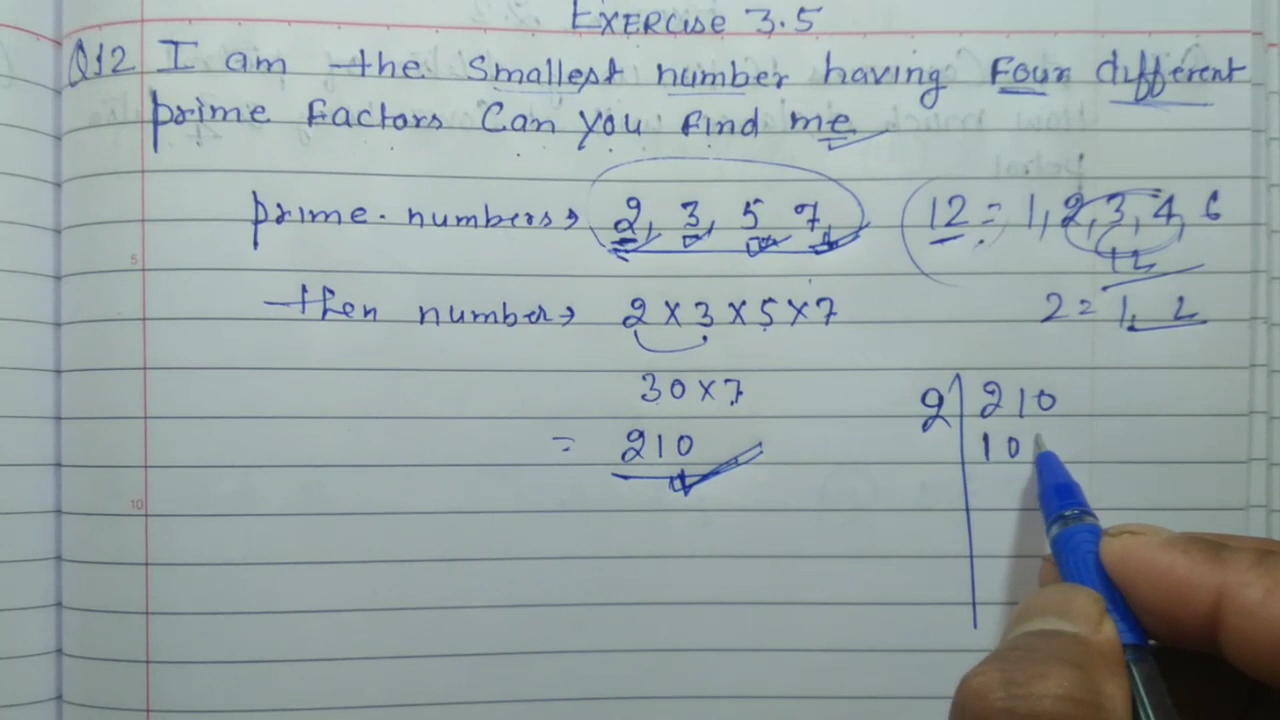 EXERCISE 3.5
Q12 I am the smallest number having Four different
prime factors Can you find me
prime numbers→ 2, 3, 5 7,
12 = 1, 2, 3, 4, 6
12
then number→ 2 × 3 × 5 × 7
2 = 1, 2
30 × 7
= 210
2 210
10
5
10